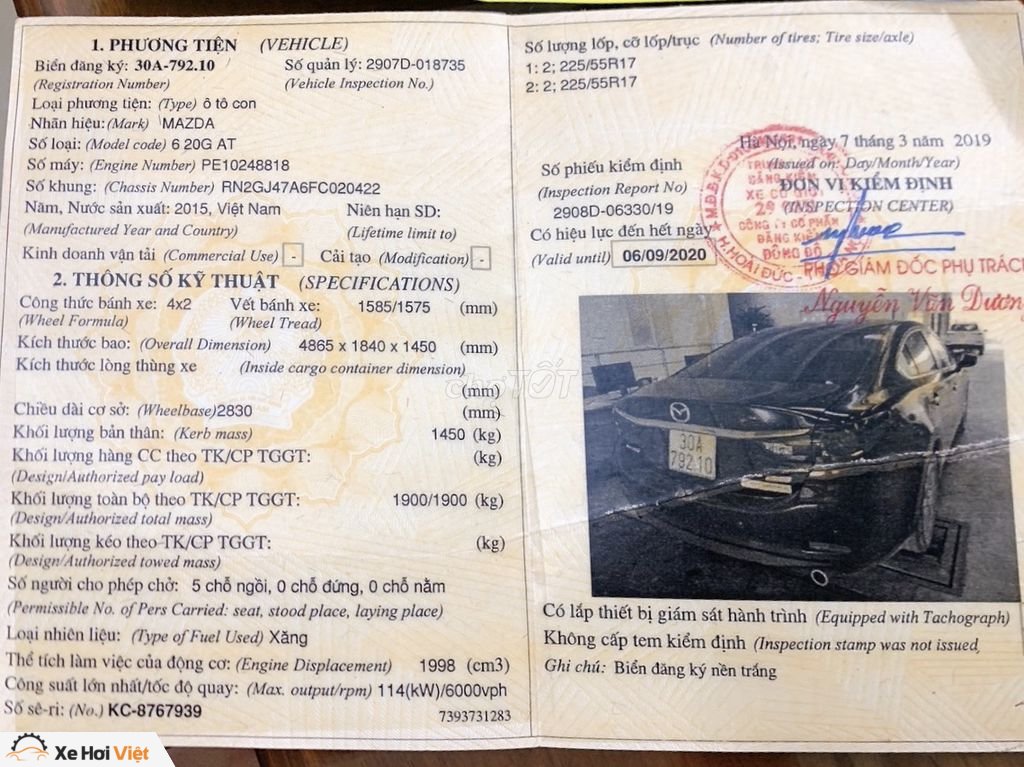 1. PHƯƠNG TIỆN (VEHICLE)
Biển đăng ký: 30A-792.10 Số quản lý: 2907D-018735
(Registration Number) (Vehicle Inspection No.)
Loại phương tiện: (Type) ô tô con
Nhãn hiệu: (Mark) MAZDA
Số loại: (Model code) 6 20G AT
Số máy: (Engine Number) PE10248818
Số khung: (Chassis Number) RN2GJ47A6FC020422
Năm, Nước sản xuất: 2015, Việt Nam Niên hạn SD:
(Manufactured Year and Country) (Lifetime limit to)
Kinh doanh vận tải (Commercial Use) - Cải tạo (Modification) -
2. THÔNG SỐ KỸ THUẬT (SPECIFICATIONS)
Công thức bánh xe: 4x2 Vết bánh xe: 1585/1575 (mm)
(Wheel Formula) (Wheel Tread)
Kích thước bao: (Overall Dimension) 4865 x 1840 x 1450 (mm)
Kích thước lòng thùng xe (Inside cargo container dimension)
(mm)
Chiều dài cơ sở: (Wheelbase) 2830 (mm)
Khối lượng bản thân: (Kerb mass) 1450 (kg)
Khối lượng hàng CC theo TK/CP TGGT: (kg)
(Design/Authorized pay load)
Khối lượng toàn bộ theo TK/CP TGGT: 1900/1900 (kg)
(Design/Authorized total mass)
Khối lượng kéo theo TK/CP TGGT: (kg)
(Design/Authorized towed mass)
Số người cho phép chở: 5 chỗ ngồi, 0 chỗ đứng, 0 chỗ nằm
(Permissible No. of Pers Carried: seat, stood place, laying place)
Loại nhiên liệu: (Type of Fuel Used) Xăng
Thể tích làm việc của động cơ: (Engine Displacement) 1998 (cm3)
Công suất lớn nhất/tốc độ quay: (Max. output/rpm) 114(kW)/6000vph
Số sê-ri: (No.) KC-8767939 7393731283
Số lượng lốp, cỡ lốp/trục (Number of tires; Tire size/axle)
1: 2; 225/55R17
2: 2; 225/55R17
Hà Nội, ngày 7 tháng 3 năm 2019
(Issued on: Day/Month/Year)
Số phiếu kiểm định ĐƠN VỊ KIỂM ĐỊNH
(Inspection Report No) (INSPECTION CENTER)
2908D-06330/19
Có hiệu lực đến hết ngày
(Valid until) 06/09/2020
ĐĂNG KIỂM
XE CƠ GIỚI
CÔNG TY CỔ PHẦN
ĐĂNG KIỂM
ĐÔNG ĐÔ
H.HOÀI ĐỨC
PHÓ GIÁM ĐỐC PHỤ TRÁCH
Nguyễn Văn Dương
30A
792.10
chợTỐT
Có lắp thiết bị giám sát hành trình (Equipped with Tachograph)
Không cấp tem kiểm định (Inspection stamp was not issued
Ghi chú: Biển đăng ký nền trắng
Xe Hơi Việt